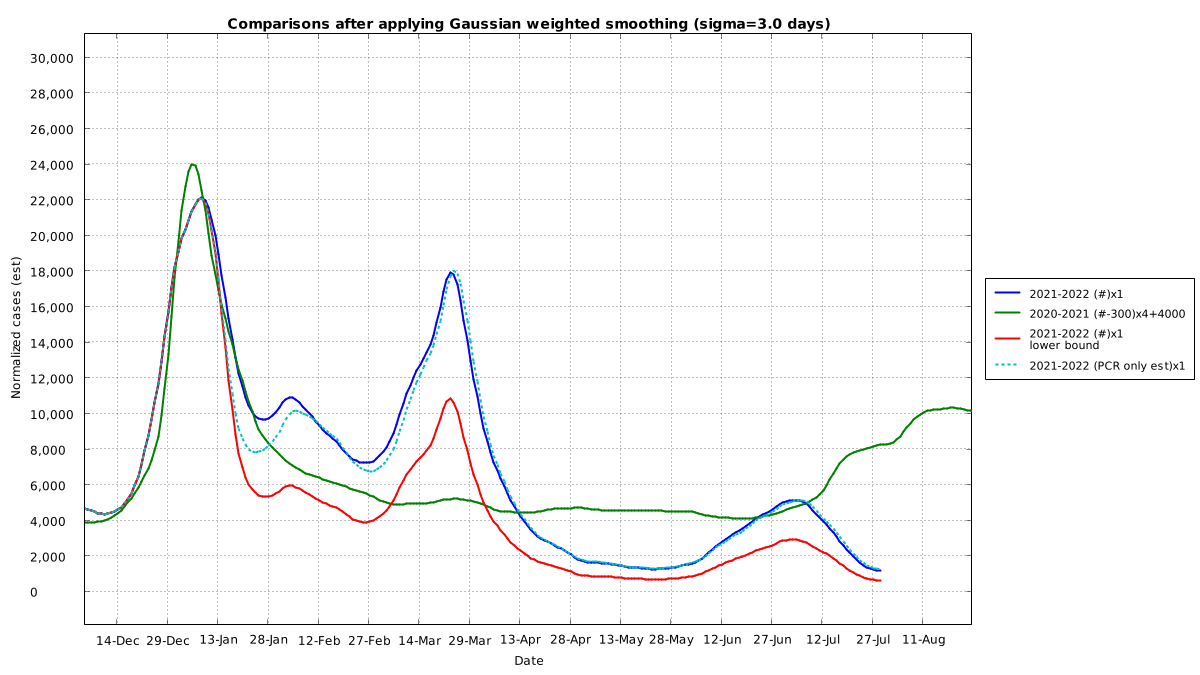 Comparisons after applying Gaussian weighted smoothing (sigma=3.0 days)
30,000
28,000
26,000
24,000
22,000
20,000
18,000
16,000
14,000
12,000
10,000
8,000
6,000
4,000
2,000
0
Normalized cases (est)
14-Dec 29-Dec 13-Jan 28-Jan 12-Feb 27-Feb 14-Mar 29-Mar 13-Apr 28-Apr 13-May 28-May 12-Jun 27-Jun 12-Jul 27-Jul 11-Aug
Date
2021-2022 (#)x1
2020-2021 (#-300)x4+4000
2021-2022 (#)x1
lower bound
2021-2022 (PCR only est)x1